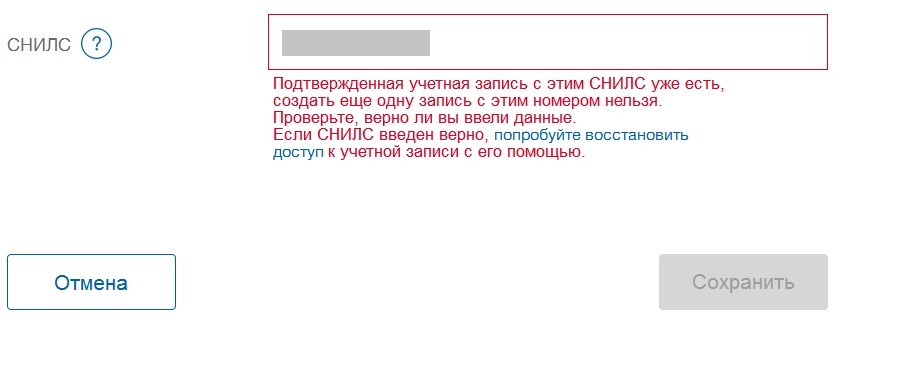 СНИЛС ?
Подтвержденная учетная запись с этим СНИЛС уже есть,
создать еще одну запись с этим номером нельзя.
Проверьте, верно ли вы ввели данные.
Если СНИЛС введен верно, попробуйте восстановить
доступ к учетной записи с его помощью.
Отмена
Сохранить